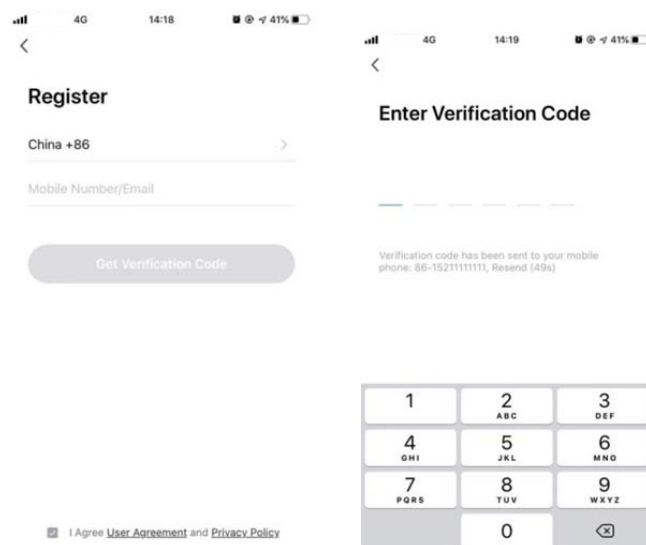 4G 14:18 41%
Register
China +86
Mobile Number/Email
Get Verification Code
I Agree User Agreement and Privacy Policy
4G 14:19 41%
Enter Verification Code
Verification code has been sent to your mobile
phone: 86-15211111111, Resend (49s)
1 2 3
ABC DEF
4 5 6
GHI JKL MNO
7 8 9
PQRS TUV WXYZ
0